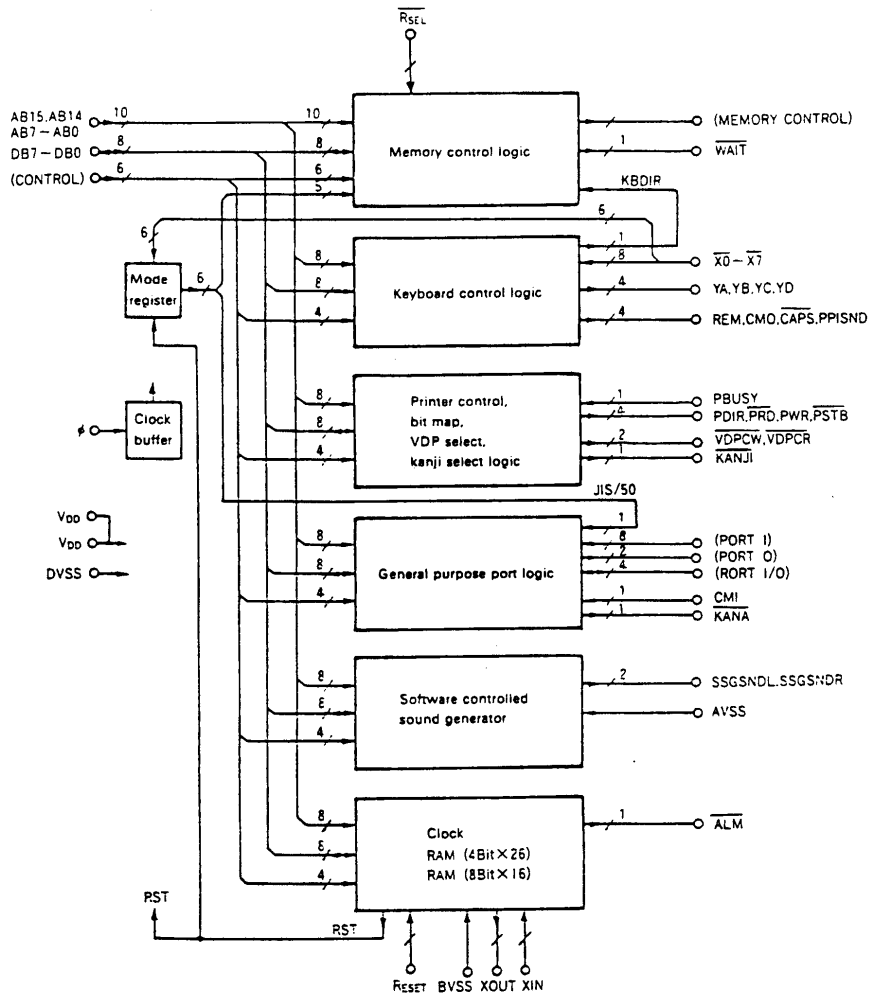 RSEL
AB15.AB14
AB7-AB0
10
10
DB7-DB0
8
8
(CONTROL)
6
6
5
Memory control logic
(MEMORY CONTROL)
1
WAIT
KBDIR
6
6
Mode
register
6
8
8
4
Keyboard control logic
1
8
X0-X7
4
YA,YB,YC,YD
4
REM,CMO,CAPS,PPISND
φ
Clock
buffer
8
8
4
Printer control,
bit map,
VDP select,
kanji select logic
1
PBUSY
4
PDIR,PRD,PWR,PSTB
2
VDPCW,VDPCR
1
KANJI
JIS/50
VDD
VDD
DVSS
8
8
4
General purpose port logic
1
8
(PORT I)
2
(PORT O)
4
(RORT I/O)
1
CMI
1
KANA
8
8
4
Software controlled
sound generator
2
SSGSNDL.SSGSNDR
AVSS
8
8
4
Clock
RAM (4Bit×26)
RAM (8Bit×16)
1
ALM
RST
RST
RESET BVSS XOUT XIN